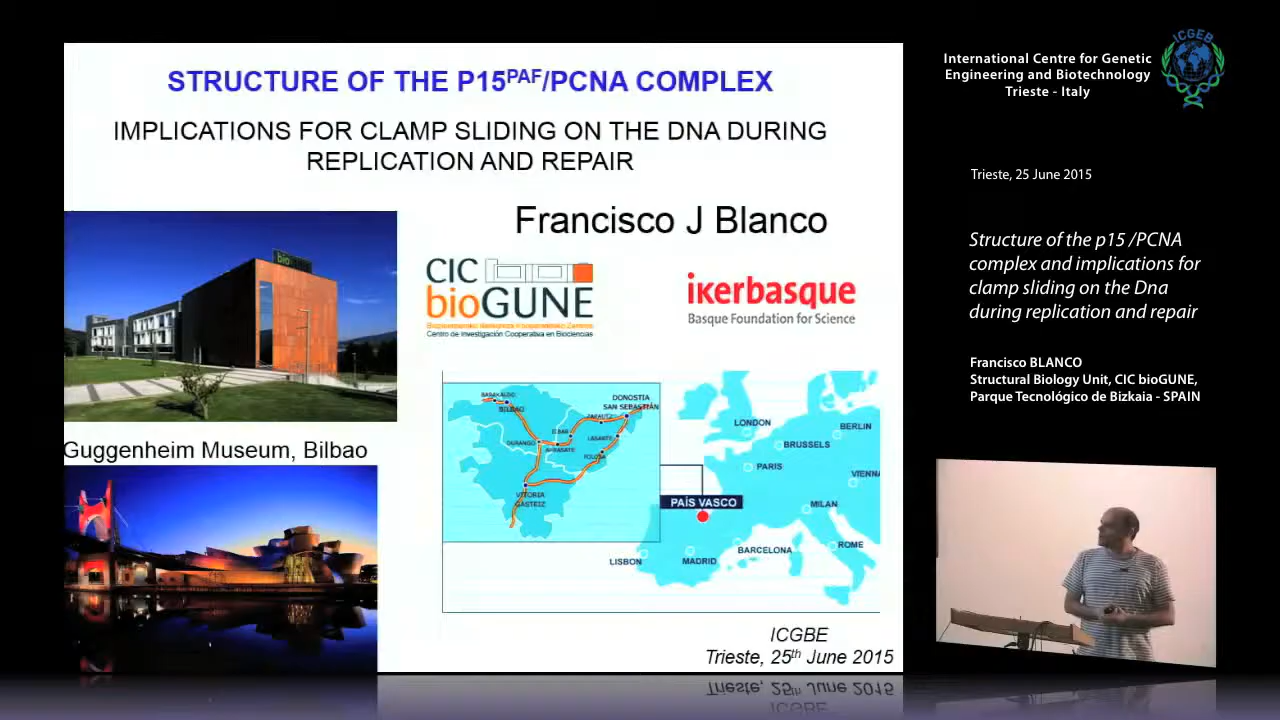 STRUCTURE OF THE P15PAF/PCNA COMPLEX
IMPLICATIONS FOR CLAMP SLIDING ON THE DNA DURING
REPLICATION AND REPAIR
Francisco J Blanco
bio
CIC
bioGUNE
Centro de Investigación Cooperativa en Biociencias
ikerbasque
Basque Foundation for Science
Guggenheim Museum, Bilbao
BARAKALDO
BILBAO
DONOSTIA
SAN SEBASTIÁN
ZARAUTZ
EIBAR
LASARTE
DURANGO
ARRASATE
TOLOSA
VITORIA
GASTEIZ
PAÍS VASCO
LONDON
BERLIN
BRUSSELS
PARIS
VIENNA
MILAN
ROME
BARCELONA
MADRID
LISBON
ICGBE
Trieste, 25th June 2015
International Centre for Genetic
Engineering and Biotechnology
Trieste - Italy
ICGEB
Trieste, 25 June 2015
Structure of the p15 /PCNA
complex and implications for
clamp sliding on the Dna
during replication and repair
Francisco BLANCO
Structural Biology Unit, CIC bioGUNE,
Parque Tecnológico de Bizkaia - SPAIN